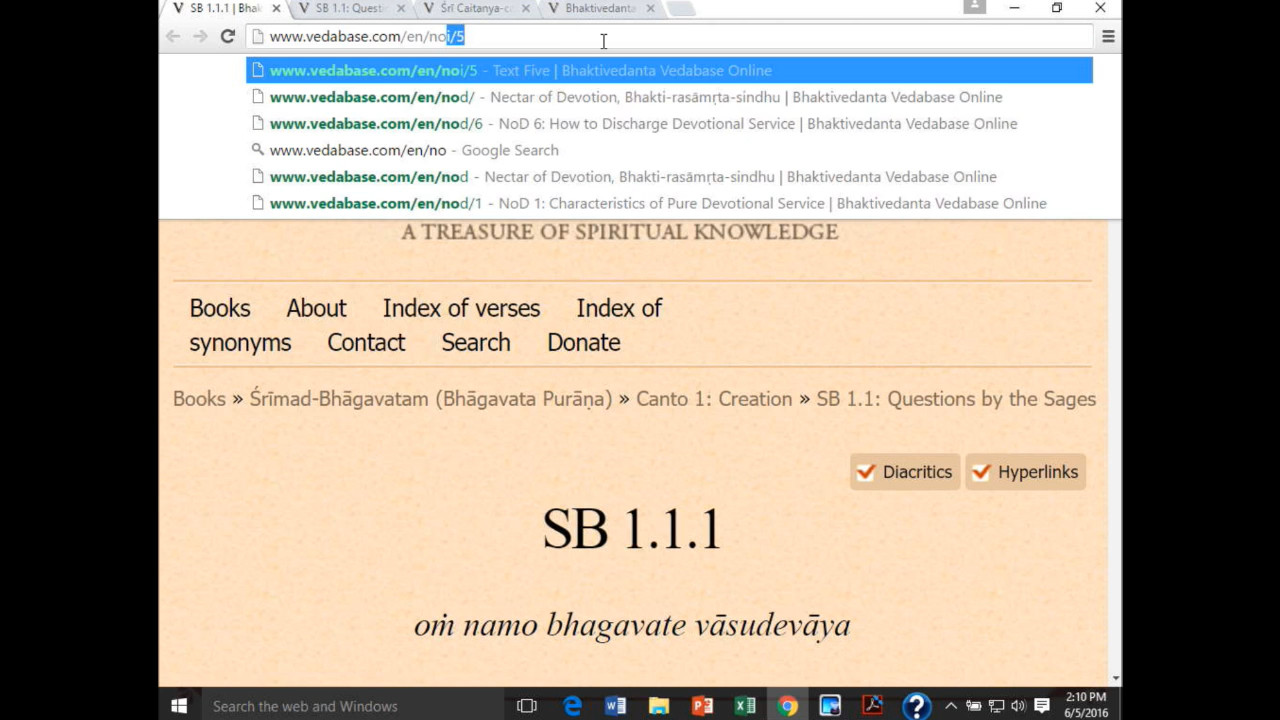 SB 1.1.1 | Bhak
SB 1.1: Quest
Śrī Caitanya-c
Bhaktivedanta
www.vedabase.com/en/noi/5
www.vedabase.com/en/noi/5 - Text Five | Bhaktivedanta Vedabase Online
www.vedabase.com/en/nod/ - Nectar of Devotion, Bhakti-rasāmṛta-sindhu | Bhaktivedanta Vedabase Online
www.vedabase.com/en/nod/6 - NoD 6: How to Discharge Devotional Service | Bhaktivedanta Vedabase Online
www.vedabase.com/en/no - Google Search
www.vedabase.com/en/nod - Nectar of Devotion, Bhakti-rasāmṛta-sindhu | Bhaktivedanta Vedabase Online
www.vedabase.com/en/nod/1 - NoD 1: Characteristics of Pure Devotional Service | Bhaktivedanta Vedabase Online
A TREASURE OF SPIRITUAL KNOWLEDGE
Books About Index of verses Index of
synonyms Contact Search Donate
Books » Śrīmad-Bhāgavatam (Bhāgavata Purāṇa) » Canto 1: Creation » SB 1.1: Questions by the Sages
Diacritics Hyperlinks
SB 1.1.1
oṁ namo bhagavate vāsudevāya
Search the web and Windows
2:10 PM
6/5/2016